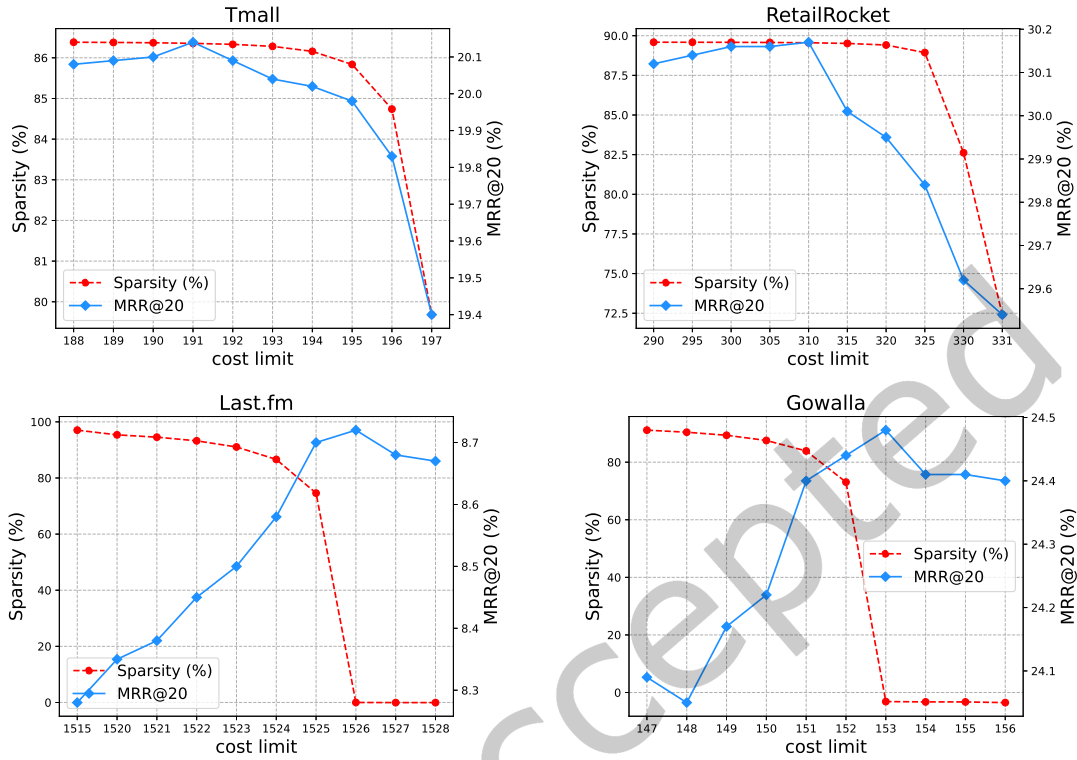 Tmall
Sparsity (%)
86
85
84
83
82
81
80
20.1
20.0
19.9
19.8
19.7
19.6
19.5
19.4
MRR@20 (%)
Sparsity (%)
MRR@20
188 189 190 191 192 193 194 195 196 197
cost limit
RetailRocket
Sparsity (%)
90.0
87.5
85.0
82.5
80.0
77.5
75.0
72.5
30.2
30.1
30.0
29.9
29.8
29.7
29.6
MRR@20 (%)
Sparsity (%)
MRR@20
290 295 300 305 310 315 320 325 330 331
cost limit
Last.fm
Sparsity (%)
100
80
60
40
20
0
8.7
8.6
8.5
8.4
8.3
MRR@20 (%)
Sparsity (%)
MRR@20
1515 1520 1521 1522 1523 1524 1525 1526 1527 1528
cost limit
Gowalla
Sparsity (%)
80
60
40
20
0
24.5
24.4
24.3
24.2
24.1
MRR@20 (%)
Sparsity (%)
MRR@20
147 148 149 150 151 152 153 154 155 156
cost limit
cepted